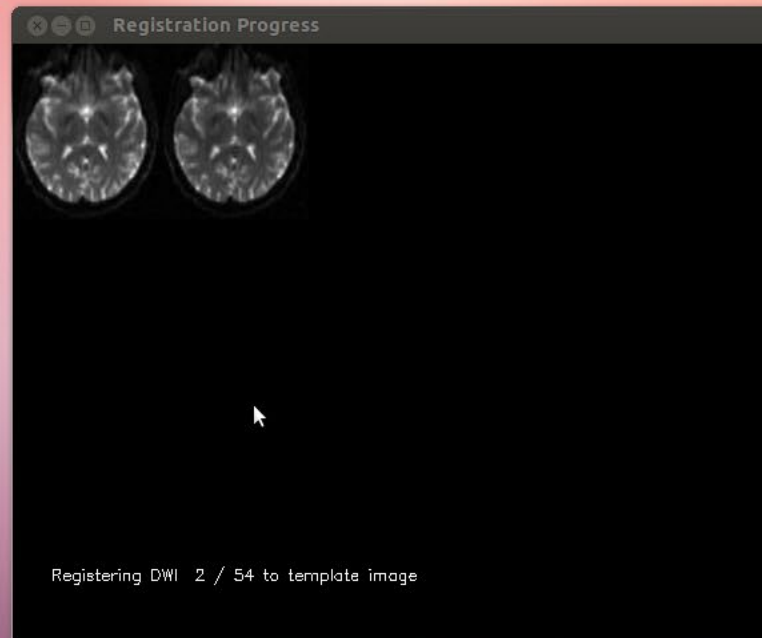 Registration Progress
Registering DWI 2 / 54 to template image